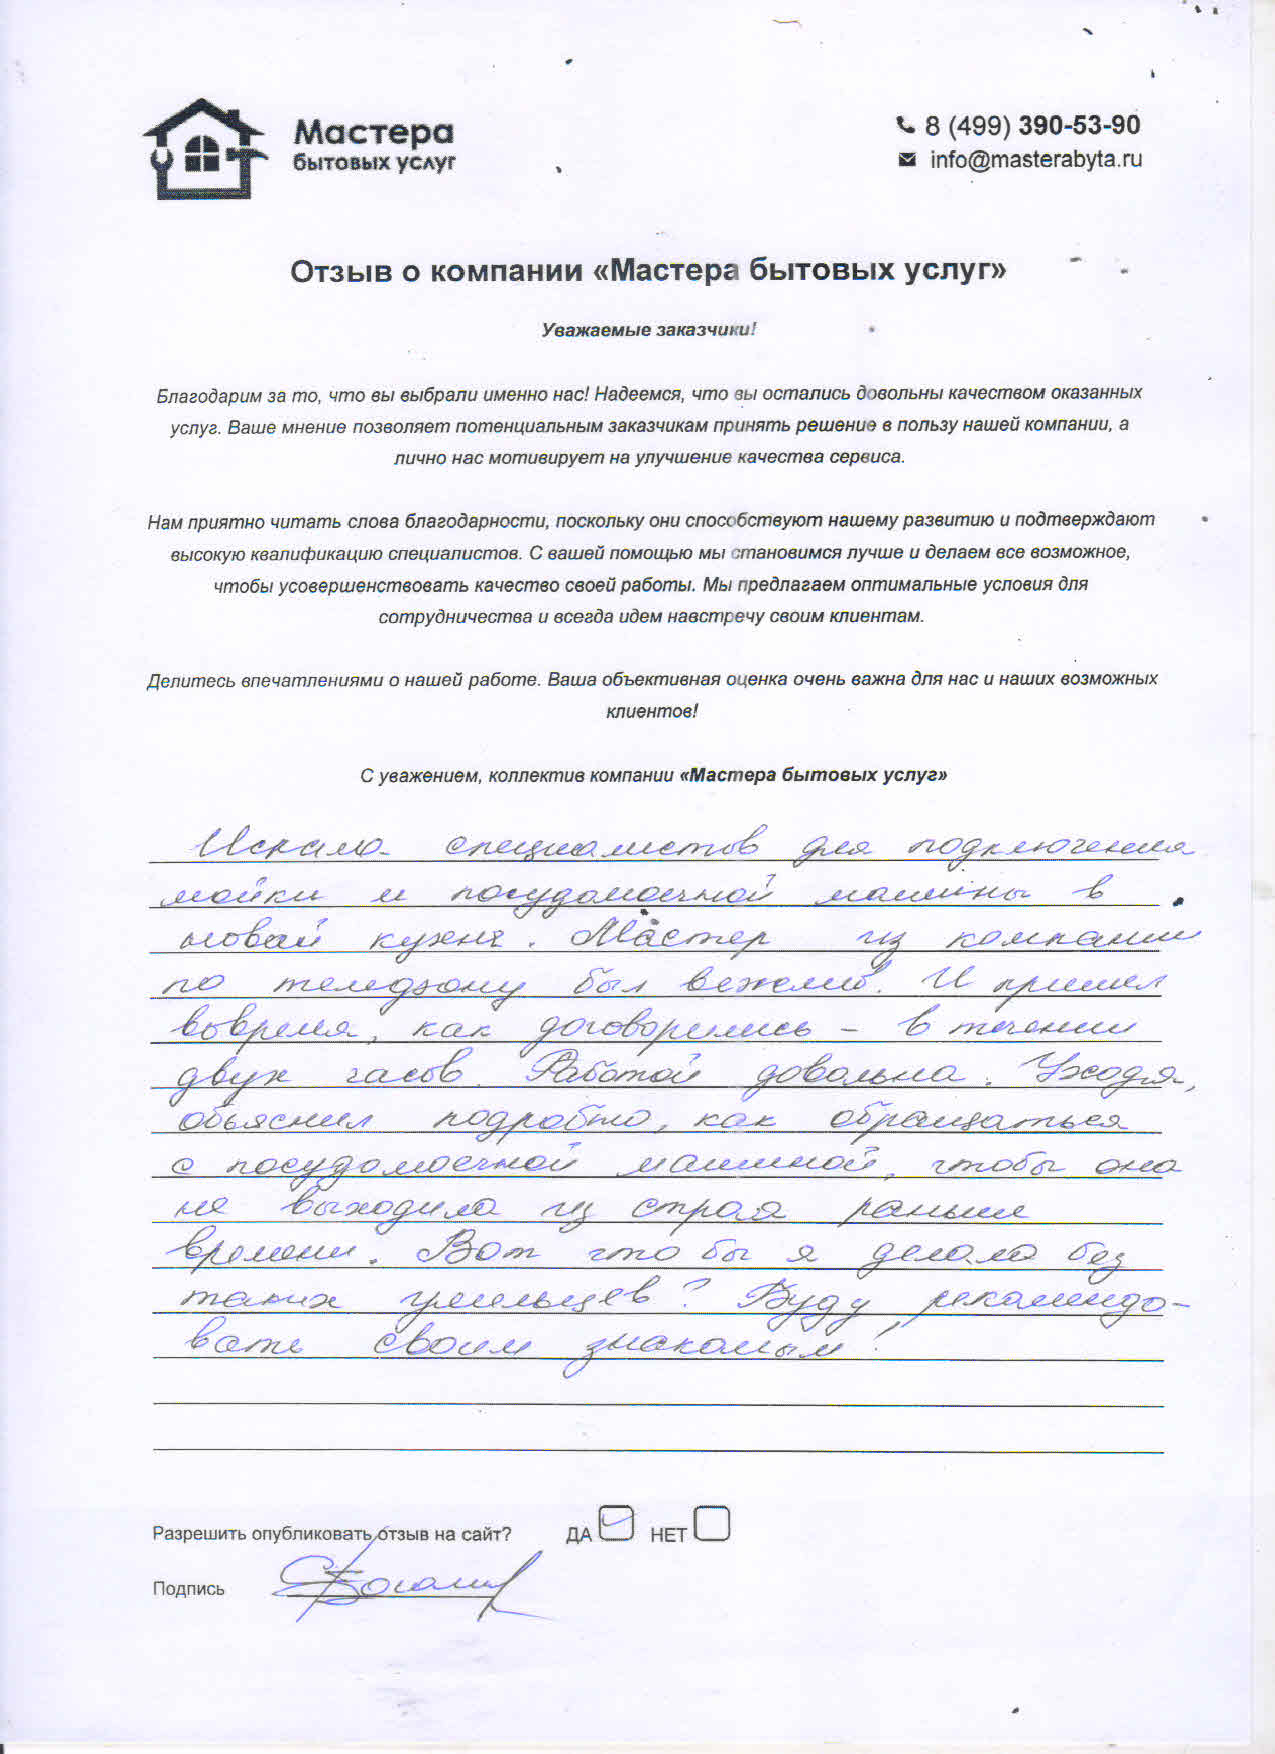 Мастера
бытовых услуг
8 (499) 390-53-90
info@masterabyta.ru
Отзыв о компании «Мастера бытовых услуг»
Уважаемые заказчики!
Благодарим за то, что вы выбрали именно нас! Надеемся, что вы остались довольны качеством оказанных
услуг. Ваше мнение позволяет потенциальным заказчикам принять решение в пользу нашей компании, а
лично нас мотивирует на улучшение качества сервиса.
Нам приятно читать слова благодарности, поскольку они способствуют нашему развитию и подтверждают
высокую квалификацию специалистов. С вашей помощью мы становимся лучше и делаем все возможное,
чтобы усовершенствовать качество своей работы. Мы предлагаем оптимальные условия для
сотрудничества и всегда идем навстречу своим клиентам.
Делитесь впечатлениями о нашей работе. Ваша объективная оценка очень важна для нас и наших возможных
клиентов!
С уважением, коллектив компании «Мастера бытовых услуг»
Искала специалистов для подключения
мойки и посудомоечной машины в
новой кухне. Мастер из компании
по телефону был вежлив. И пришел
вовремя, как договорились - в течении
двух часов. Работой довольна. Уходя,
объяснил подробно, как обращаться
с посудомоечной машиной, чтобы она
не выходила из строя раньше
времени. Вот что бы я делала без
таких умельцев? Буду рекомендо-
вать своим знакомым!
Разрешить опубликовать отзыв на сайт? ДА НЕТ
Подпись